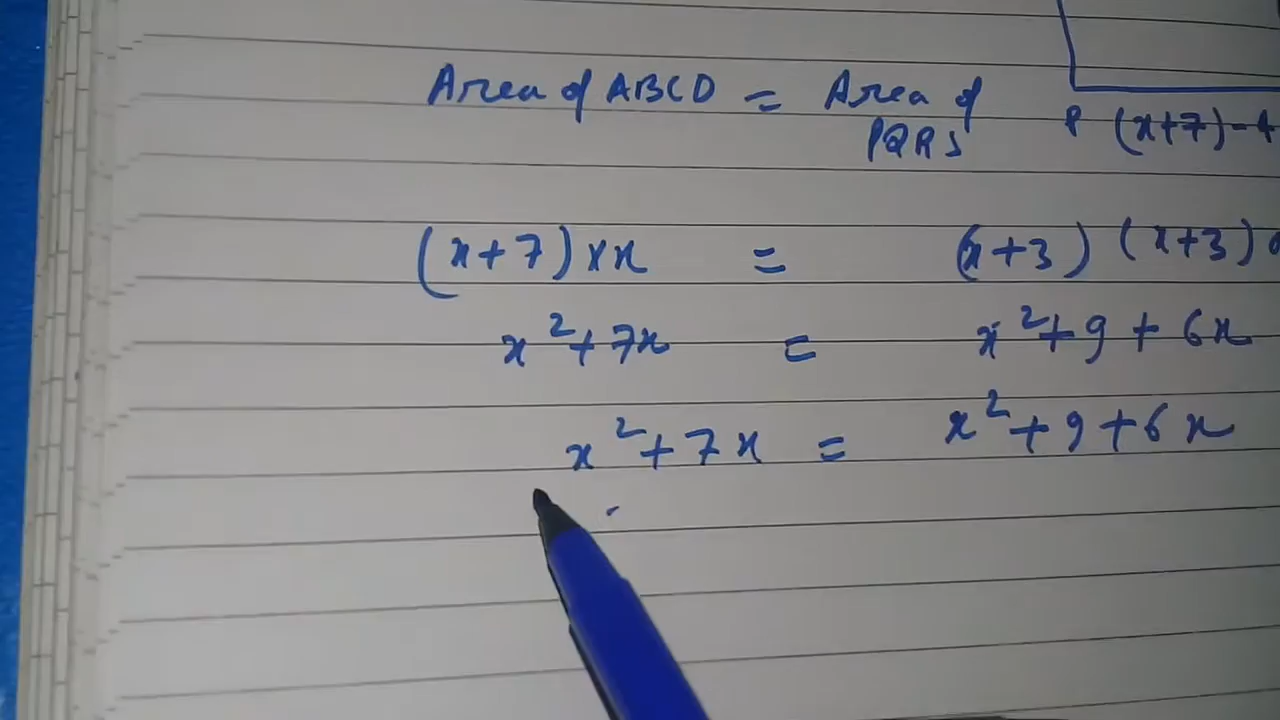 Area of ABCD = Area of
PQRS
P (x+7)-4
(x+7)xx = (x+3) (x+3)
x²+7x = x²+9+6x
x²+7x = x²+9+6x